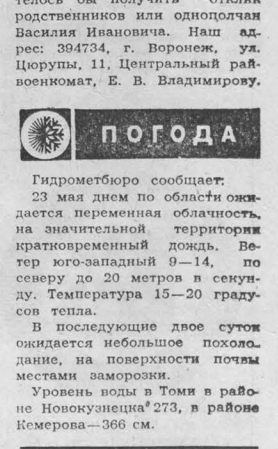 телось бы получить отклик
родственников или однополчан
Василия Ивановича. Наш ад-
рес: 394734, г. Воронеж, ул.
Цюрупы, 11, Центральный рай-
военкомат, Е. В. Владимирову.
ПОГОДА
Гидрометбюро сообщает:
23 мая днем по области ожи-
дается переменная облачность,
на значительной территории
кратковременный дождь. Ве-
тер юго-западный 9—14, по
северу до 20 метров в секун-
ду. Температура 15—20 граду-
сов тепла.
В последующие двое суток
ожидается небольшое похоло-
дание, на поверхности почвы
местами заморозки.
Уровень воды в Томи в райо-
не Новокузнецка 273, в районе
Кемерова—366 см.